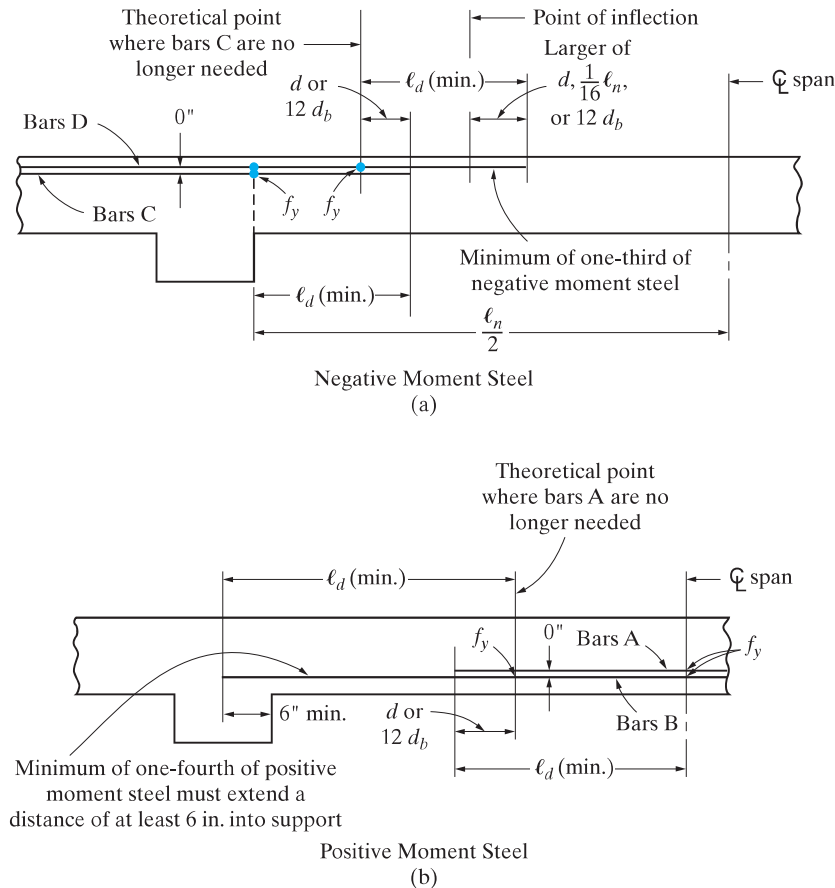 Theoretical point
where bars C are no
longer needed
Point of inflection
Larger of
d, 1/16 ℓn,
or 12 db
ℓd (min.)
d or
12 db
℄ span
Bars D
0"
Bars C
fy
fy
Minimum of one-third of
negative moment steel
ℓd (min.)
ℓn/2
Negative Moment Steel
(a)
Theoretical point
where bars A are no
longer needed
ℓd (min.)
℄ span
fy
0"
Bars A
fy
6" min.
d or
12 db
Bars B
ℓd (min.)
Minimum of one-fourth of positive
moment steel must extend a
distance of at least 6 in. into support
Positive Moment Steel
(b)